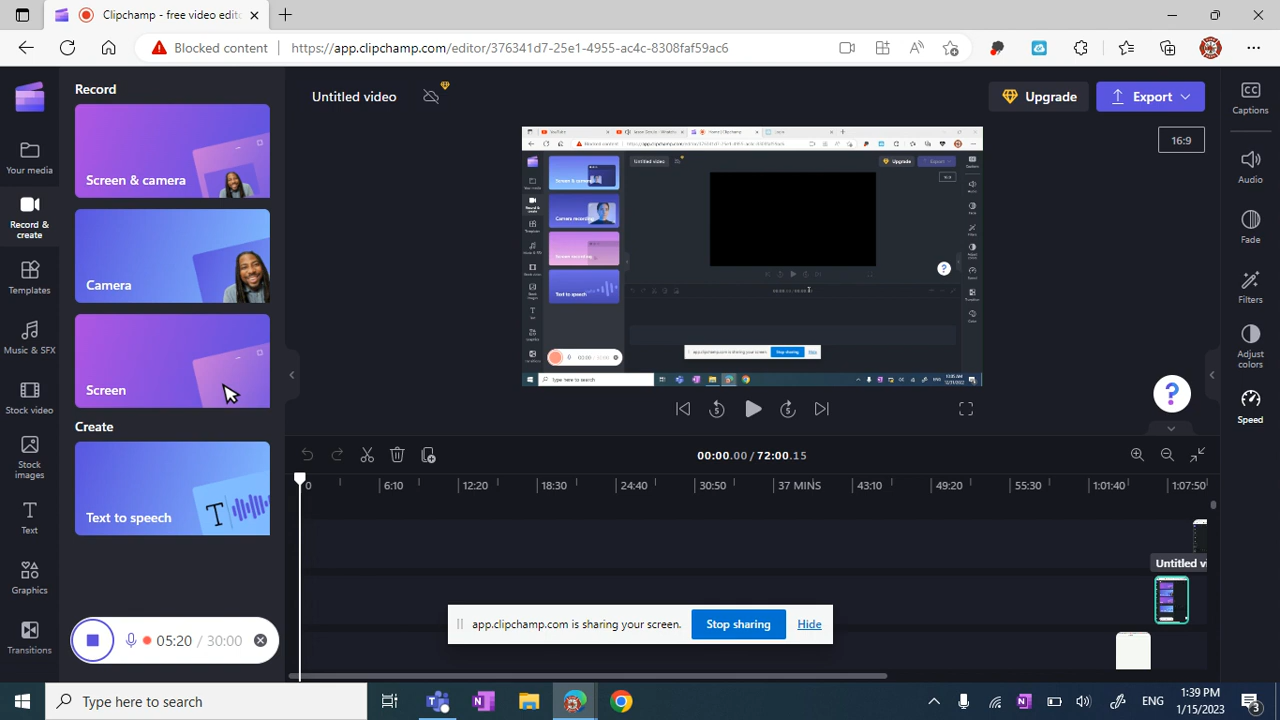 Clipchamp - free video edito
Blocked content
https://app.clipchamp.com/editor/376341d7-25e1-4955-ac4c-8308faf59ac6
Record
Untitled video
Upgrade
Export
Captions
16:9
Your media
Screen & camera
Audio
Record & create
Fade
Templates
Camera
Filters
Music & SFX
Adjust colors
Screen
Stock video
Speed
Create
00:00.00 / 72:00.15
Stock images
0 6:10 12:20 18:30 24:40 30:50 37 MINS 43:10 49:20 55:30 1:01:40 1:07:50
Text to speech
Text
Untitled vi
Graphics
app.clipchamp.com is sharing your screen. Stop sharing Hide
05:20 / 30:00
Transitions
Type here to search
ENG
1:39 PM
1/15/2023
3